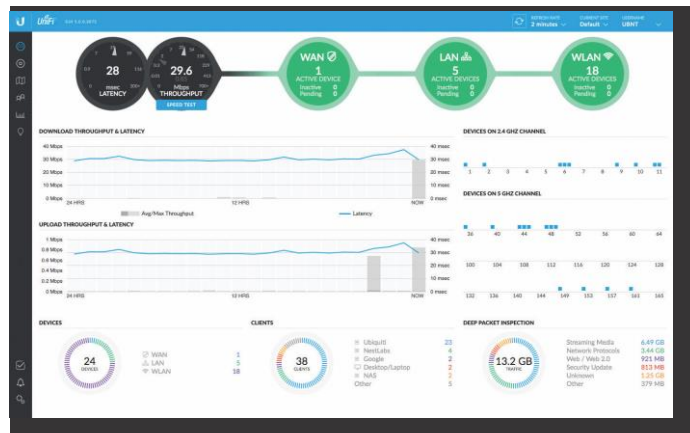 UniFi
REFRESH RATE
2 minutes
CURRENT SITE
Default
USERNAME
UBNT
28
msec
LATENCY
29.6
Mbps
THROUGHPUT
SPEED TEST
WAN
1
ACTIVE DEVICE
Inactive 0
Pending 0
LAN
5
ACTIVE DEVICES
Inactive 0
Pending 0
WLAN
18
ACTIVE DEVICES
Inactive 0
Pending 0
DOWNLOAD THROUGHPUT & LATENCY
40 Mbps 40 msec
30 Mbps 30 msec
20 Mbps 20 msec
10 Mbps 10 msec
0 Mbps 0 msec
24 HRS 12 HRS NOW
Avg/Max Throughput Latency
UPLOAD THROUGHPUT & LATENCY
1 Mbps 40 msec
0.8 Mbps 30 msec
0.6 Mbps
0.4 Mbps 20 msec
0.2 Mbps 10 msec
0 Mbps 0 msec
24 HRS 12 HRS NOW
DEVICES ON 2.4 GHZ CHANNEL
1 2 3 4 5 6 7 8 9 10 11
DEVICES ON 5 GHZ CHANNEL
36 40 44 48 52 56 60 64
100 104 108 112 116 120 124 128
132 136 140 144 149 153 157 161 165
DEVICES
24
DEVICES
WAN 1
LAN 5
WLAN 18
CLIENTS
38
CLIENTS
Ubiquiti 23
NestLabs 4
Google 2
Desktop/Laptop 2
NAS 2
Other 5
DEEP PACKET INSPECTION
13.2 GB
TRAFFIC
Streaming Media 6.49 GB
Network Protocols 3.44 GB
Web / Web 2.0 921 MB
Security Update 813 MB
Unknown 1.25 GB
Other 379 MB